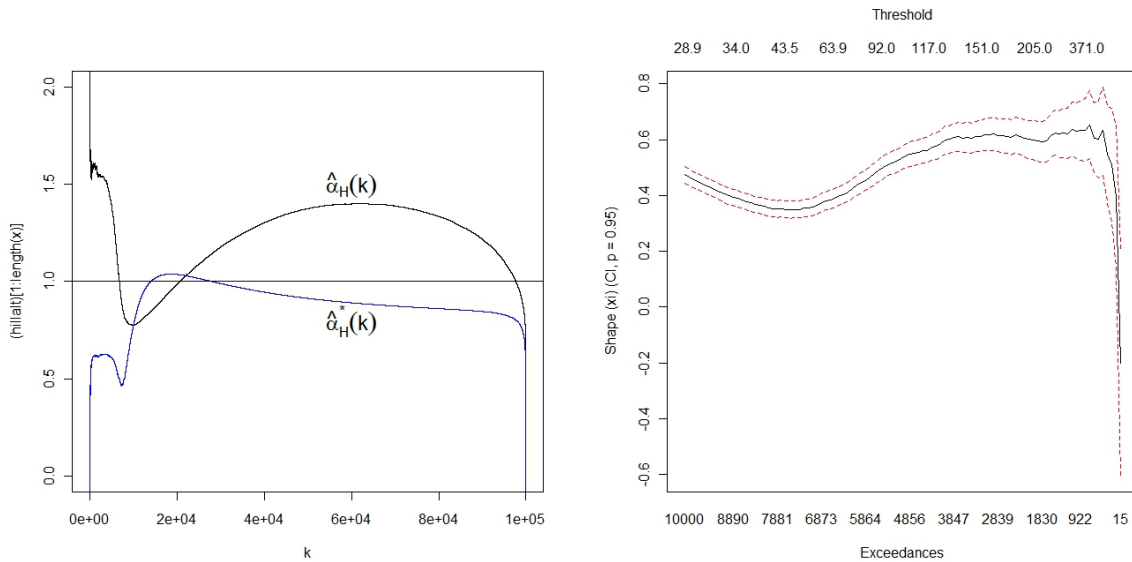 2.0
1.5
1.0
0.5
0.0
(hillalt)[1:length(x)]
α̂H(k)
α̂*H(k)
0e+00 2e+04 4e+04 6e+04 8e+04 1e+05
k
Threshold
28.9 34.0 43.5 63.9 92.0 117.0 151.0 205.0 371.0
0.8
0.6
0.4
0.2
0.0
-0.2
-0.4
-0.6
Shape (xi) (CI, p = 0.95)
10000 8890 7881 6873 5864 4856 3847 2839 1830 922 15
Exceedances